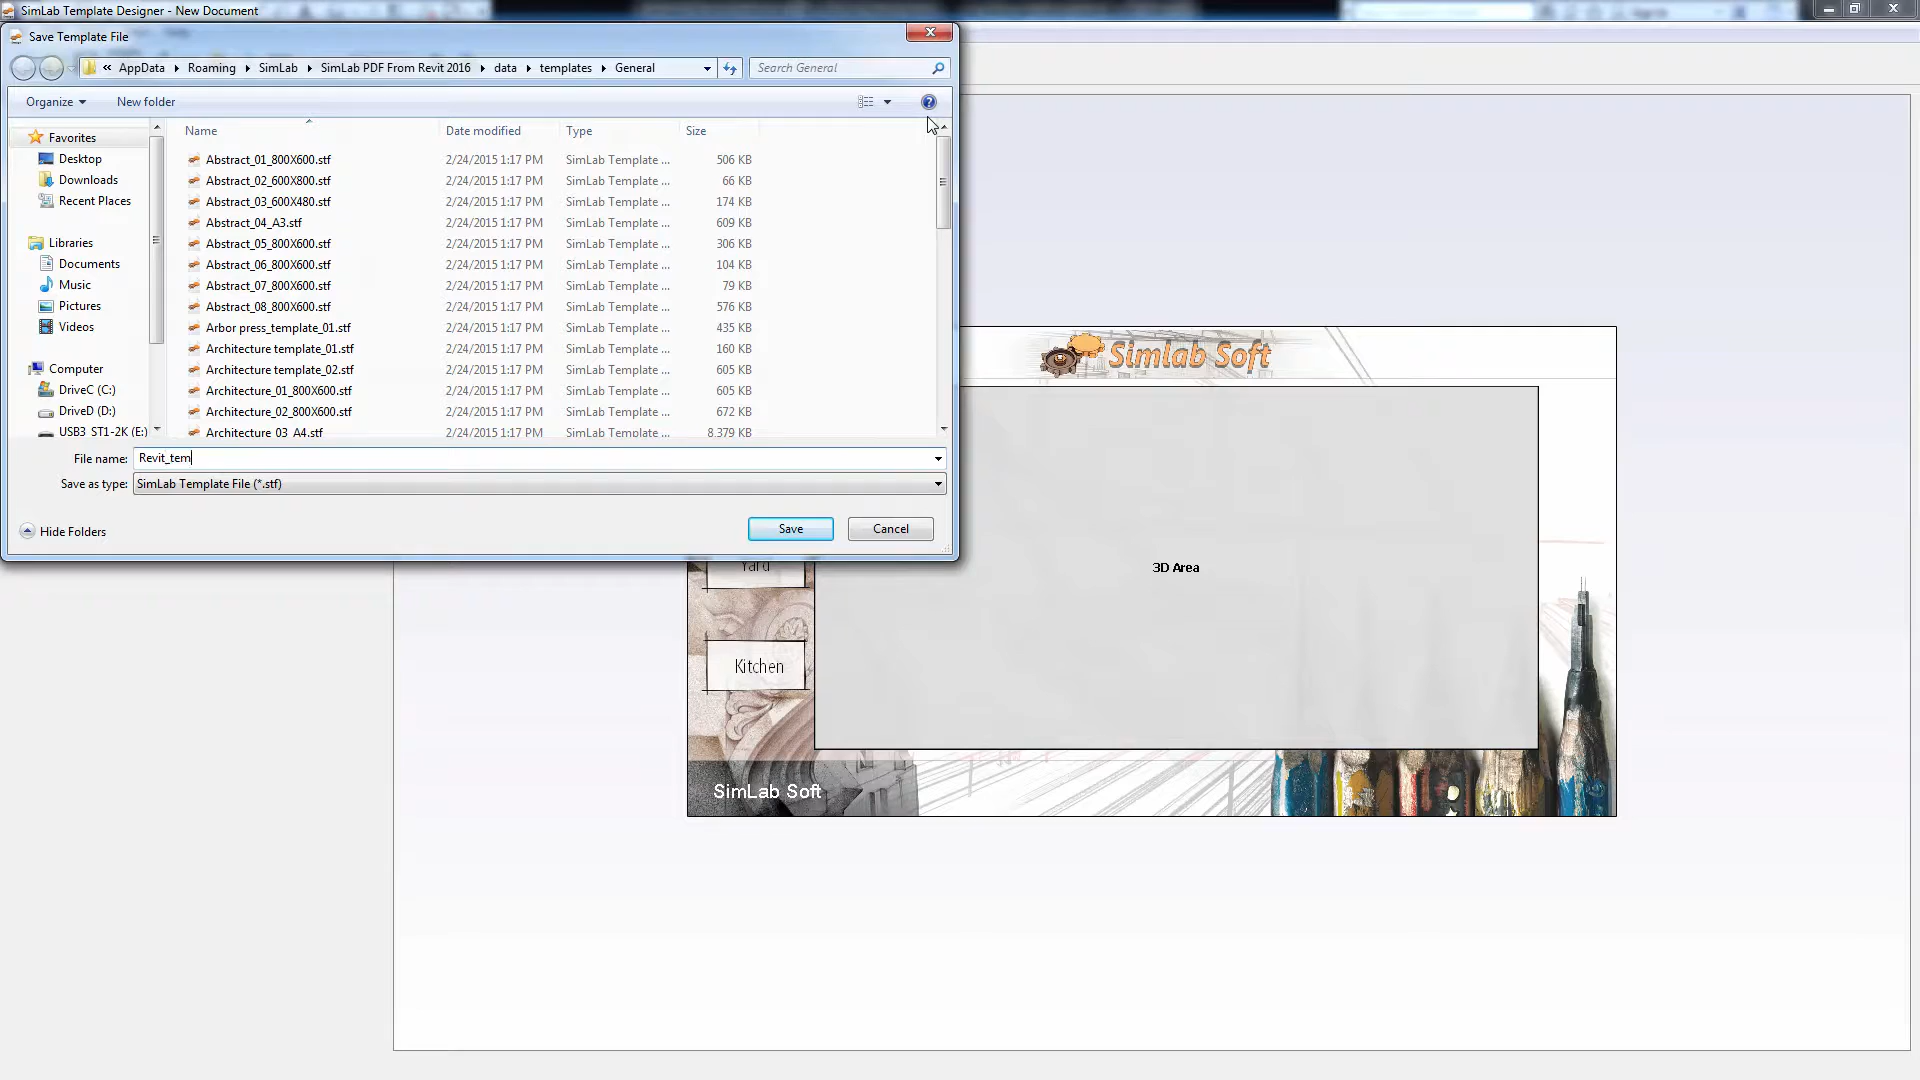 SimLab Template Designer - New Document
Save Template File
« AppData Roaming SimLab SimLab PDF From Revit 2016 data templates General
Search General
Organize New folder
Name Date modified Type Size
Favorites
Desktop
Downloads
Recent Places
Libraries
Documents
Music
Pictures
Videos
Computer
DriveC (C:)
DriveD (D:)
USB3 ST1-2K (E:)
Abstract_01_800X600.stf 2/24/2015 1:17 PM SimLab Template ... 506 KB
Abstract_02_600X800.stf 2/24/2015 1:17 PM SimLab Template ... 66 KB
Abstract_03_600X480.stf 2/24/2015 1:17 PM SimLab Template ... 174 KB
Abstract_04_A3.stf 2/24/2015 1:17 PM SimLab Template ... 609 KB
Abstract_05_800X600.stf 2/24/2015 1:17 PM SimLab Template ... 306 KB
Abstract_06_800X600.stf 2/24/2015 1:17 PM SimLab Template ... 104 KB
Abstract_07_800X600.stf 2/24/2015 1:17 PM SimLab Template ... 79 KB
Abstract_08_800X600.stf 2/24/2015 1:17 PM SimLab Template ... 576 KB
Arbor press_template_01.stf 2/24/2015 1:17 PM SimLab Template ... 435 KB
Architecture template_01.stf 2/24/2015 1:17 PM SimLab Template ... 160 KB
Architecture template_02.stf 2/24/2015 1:17 PM SimLab Template ... 605 KB
Architecture_01_800X600.stf 2/24/2015 1:17 PM SimLab Template ... 605 KB
Architecture_02_800X600.stf 2/24/2015 1:17 PM SimLab Template ... 672 KB
Architecture_03_A4.stf 2/24/2015 1:17 PM SimLab Template ... 8,379 KB
File name: Revit_tem
Save as type: SimLab Template File (*.stf)
Hide Folders
Save Cancel
Simlab Soft
3D Area
Yard
Kitchen
SimLab Soft